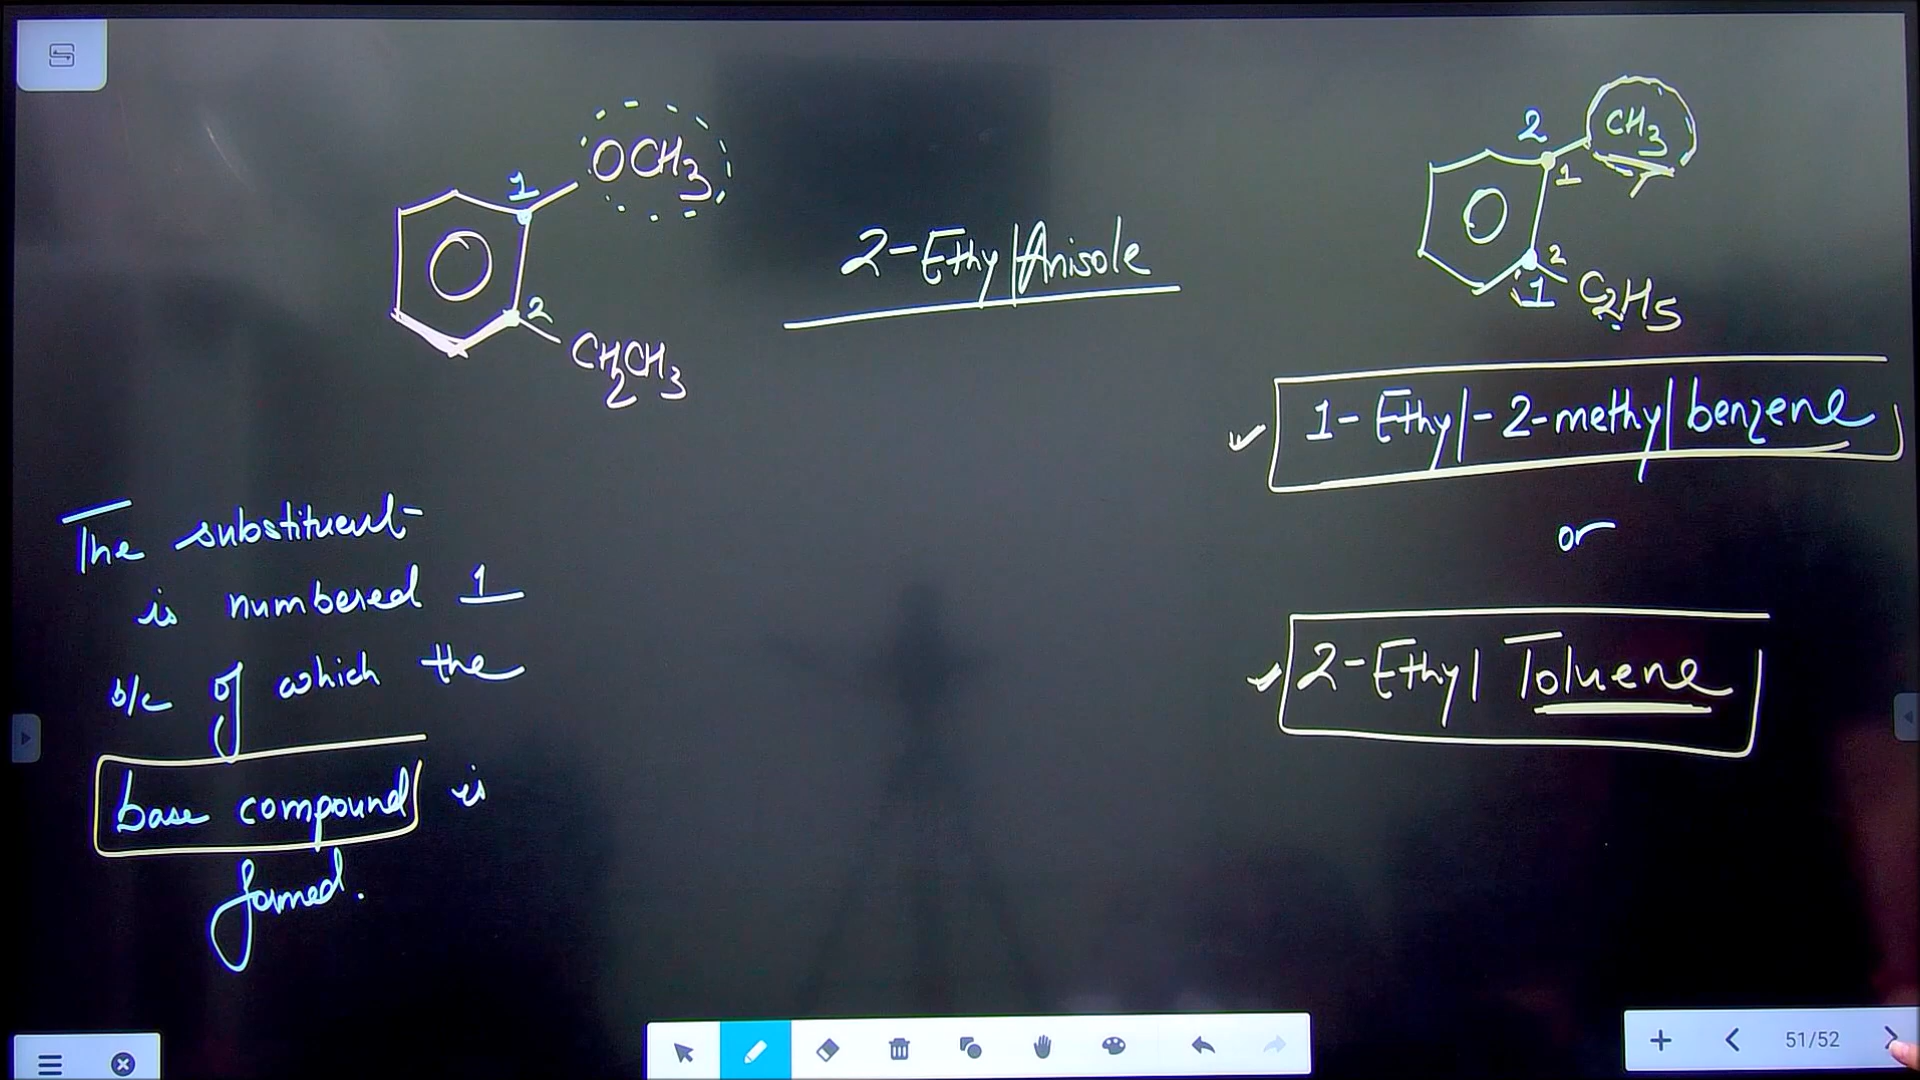 OCH3
1
2
CH2CH3
2-Ethyl Anisole
2
CH3
1
2
1
C2H5
1-Ethyl-2-methyl benzene
or
2-Ethyl Toluene
The substituent
is numbered 1
b/c of which the
base compound is
formed.
51/52